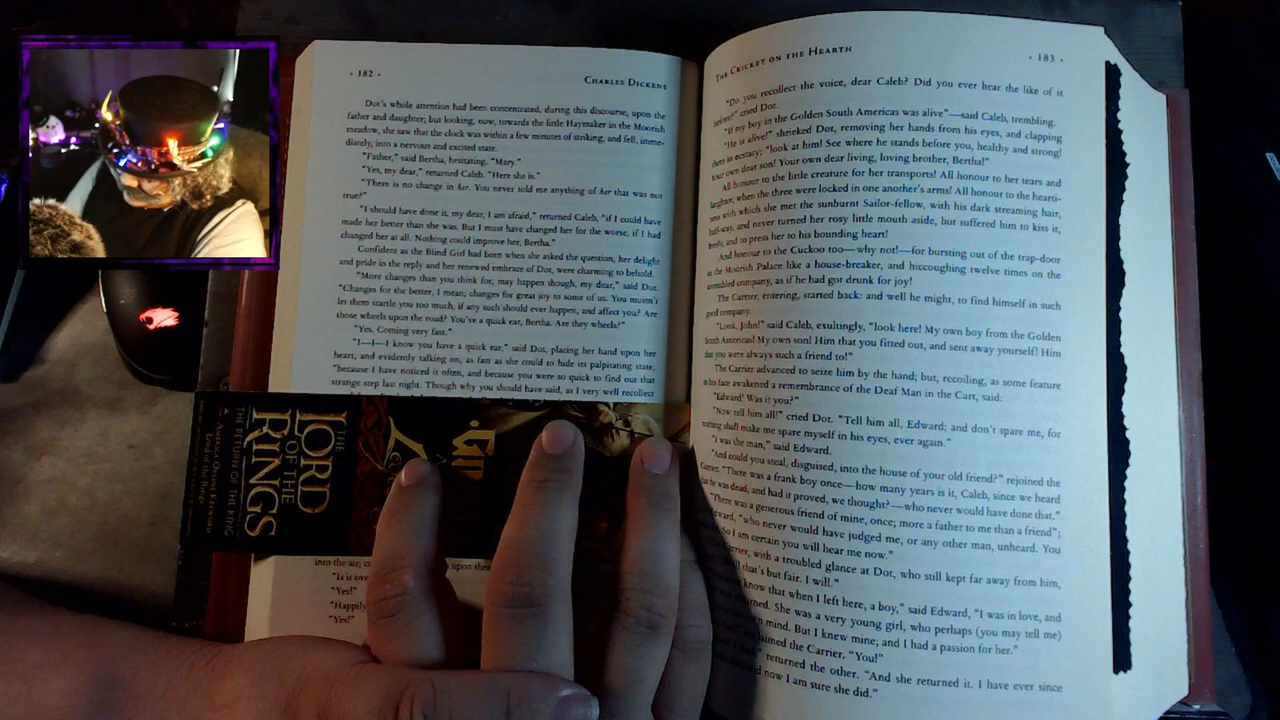 · 182 ·
CHARLES DICKENS
Dot's whole attention had been concentrated, during this discourse, upon the
father and daughter; but looking, now, towards the little Haymaker in the Moorish
meadow, she saw that the clock was within a few minutes of striking, and fell, imme-
diately, into a nervous and excited state.
"Father," said Bertha, hesitating. "Mary."
"Yes, my dear," returned Caleb. "Here she is."
"There is no change in her. You never told me anything of her that was not
true?"
"I should have done it, my dear, I am afraid," returned Caleb, "if I could have
made her better than she was. But I must have changed her for the worse, if I had
changed her at all. Nothing could improve her, Bertha."
Confident as the Blind Girl had been when she asked the question, her delight
and pride in the reply and her renewed embrace of Dot, were charming to behold.
"More changes than you think for, may happen though, my dear," said Dot.
"Changes for the better, I mean; changes for great joy to some of us. You mustn't
let them startle you too much, if any such should ever happen, and affect you? Are
those wheels upon the road? You've a quick ear, Bertha. Are they wheels?"
"Yes. Coming very fast."
"I—I—I know you have a quick ear," said Dot, placing her hand upon her
heart, and evidently talking on, as fast as she could to hide its palpitating state,
"because I have noticed it often, and because you were so quick to find out that
strange step last night. Though why you should have said, as I very well recollect
THE
LORD
OF THE
RINGS
THE RETURN OF THE KING
into the air; upon their
"Is it ove
"Yes!"
"Happily
"Yes!"
THE CRICKET ON THE HEARTH
· 183 ·
"Do you recollect the voice, dear Caleb? Did you ever hear the like of it
before?" cried Dot.
"If my boy in the Golden South Americas was alive"—said Caleb, trembling.
"He is alive!" shrieked Dot, removing her hands from his eyes, and clapping
them in ecstasy; "look at him! See where he stands before you, healthy and strong!
Your own dear son! Your own dear living, loving brother, Bertha!"
All honour to the little creature for her transports! All honour to her tears and
laughter, when the three were locked in one another's arms! All honour to the hearti-
ness with which she met the sunburnt Sailor-fellow, with his dark streaming hair,
half-way, and never turned her rosy little mouth aside, but suffered him to kiss it,
freely, and to press her to his bounding heart!
And honour to the Cuckoo too—why not!—for bursting out of the trap-door
in the Moorish Palace like a house-breaker, and hiccoughing twelve times on the
assembled company, as if he had got drunk for joy!
The Carrier, entering, started back: and well he might, to find himself in such
good company.
"Look, John!" said Caleb, exultingly, "look here! My own boy from the Golden
South Americas! My own son! Him that you fitted out, and sent away yourself! Him
that you were always such a friend to!"
The Carrier advanced to seize him by the hand; but, recoiling, as some feature
in his face awakened a remembrance of the Deaf Man in the Cart, said:
"Edward! Was it you?"
"Now tell him all!" cried Dot. "Tell him all, Edward; and don't spare me, for
nothing shall make me spare myself in his eyes, ever again."
"I was the man," said Edward.
"And could you steal, disguised, into the house of your old friend?" rejoined the
Carrier. "There was a frank boy once—how many years is it, Caleb, since we heard
that he was dead, and had it proved, we thought?—who never would have done that."
"There was a generous friend of mine, once; more a father to me than a friend";
Edward, "who never would have judged me, or any other man, unheard. You
So I am certain you will hear me now."
Carrier, with a troubled glance at Dot, who still kept far away from him,
that's but fair. I will."
know that when I left here, a boy," said Edward, "I was in love, and
She was a very young girl, who perhaps (you may tell me)
mind. But I knew mine; and I had a passion for her."
the Carrier. "You!"
returned the other. "And she returned it. I have ever since
and now I am sure she did."